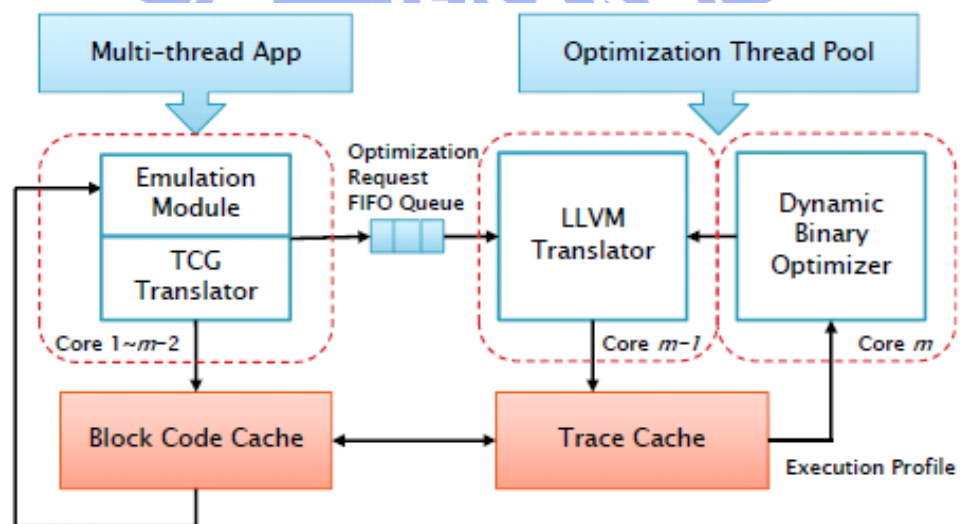 Multi-thread App
Optimization Thread Pool
Emulation
Module
TCG
Translator
Optimization
Request
FIFO Queue
LLVM
Translator
Dynamic
Binary
Optimizer
Core 1~m-2
Core m-1
Core m
Block Code Cache
Trace Cache
Execution Profile